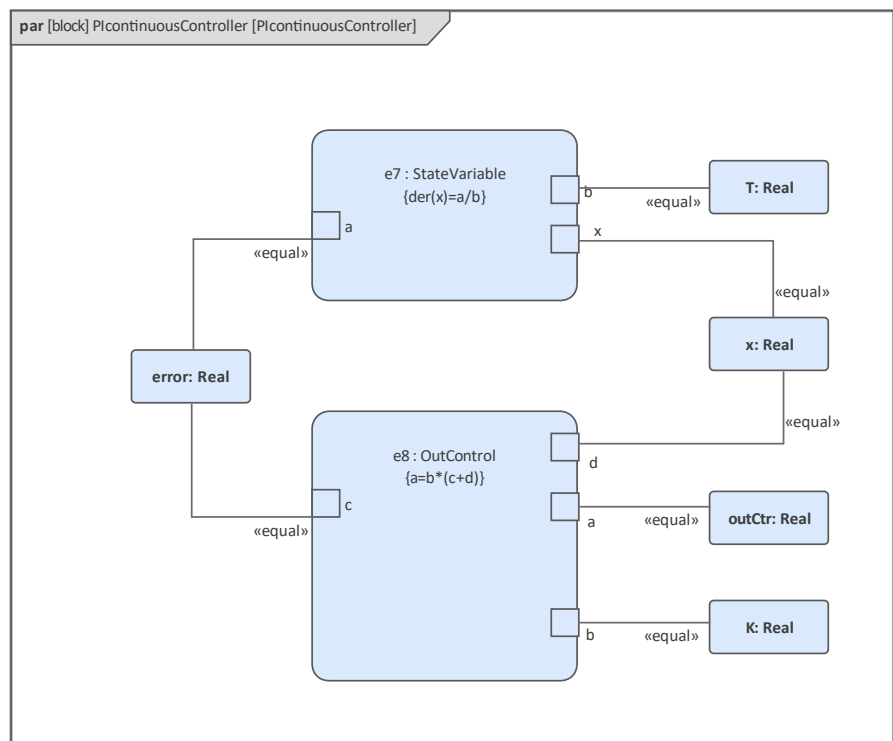 par [block] PIcontinuousController [PIcontinuousController]
e7 : StateVariable
{der(x)=a/b}
a
b
x
«equal»
T: Real
«equal»
«equal»
x: Real
error: Real
«equal»
e8 : OutControl
{a=b*(c+d)}
d
c
a
«equal»
«equal»
outCtr: Real
b
«equal»
K: Real